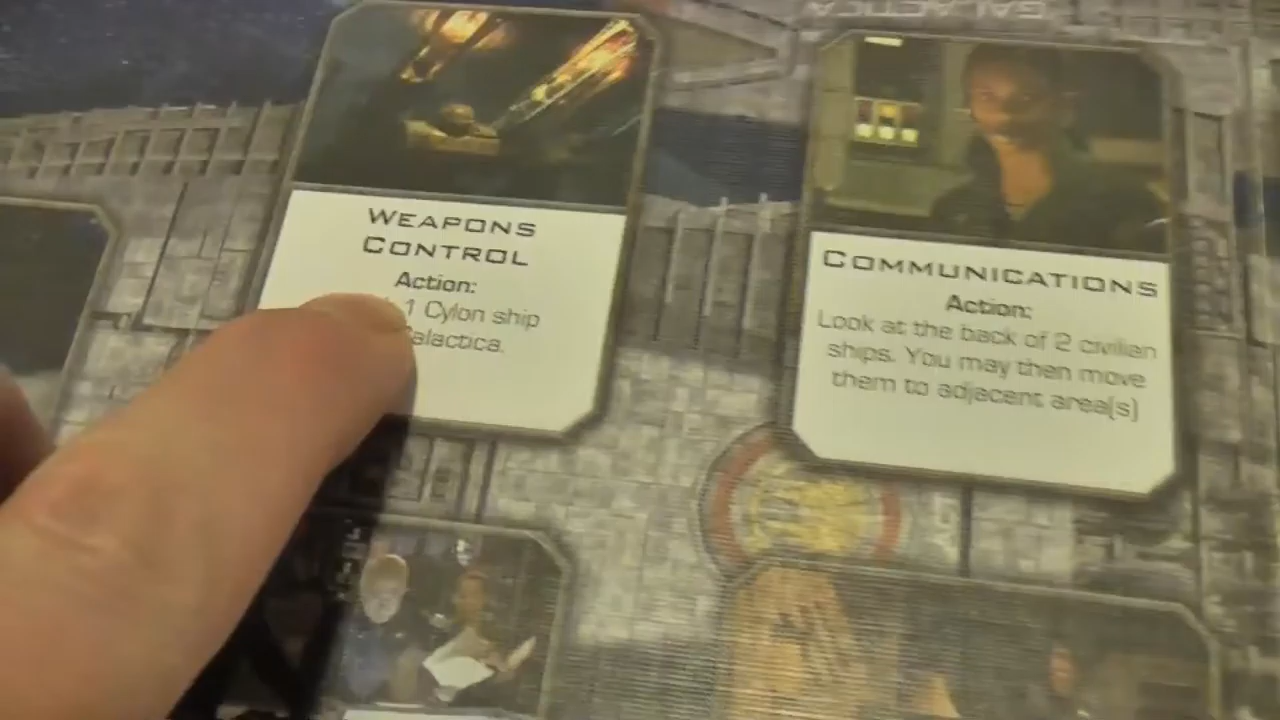 GALACTICA
WEAPONS
CONTROL
Action:
1 Cylon ship
alactica.
COMMUNICATIONS
Action:
Look at the back of 2 civilian
ships. You may then move
them to adjacent area(s)